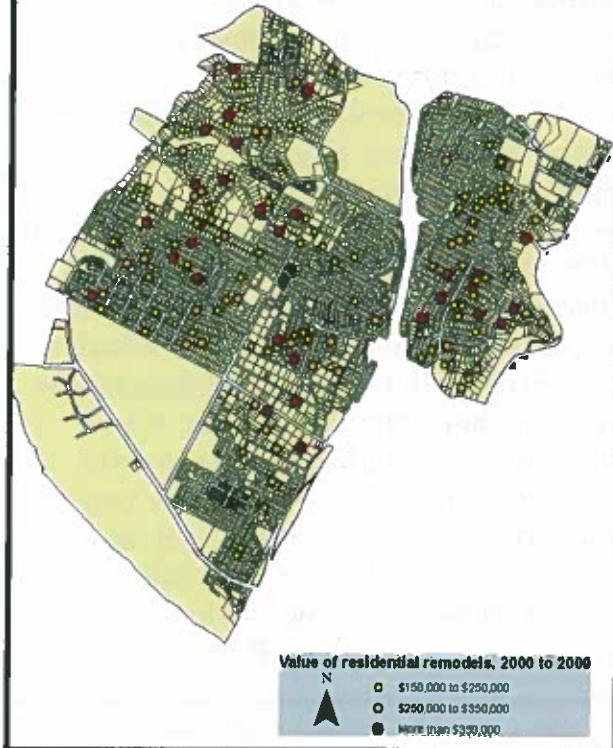 Value of residential remodels, 2000 to 2009
N
$150,000 to $250,000
$250,000 to $350,000
More than $350,000